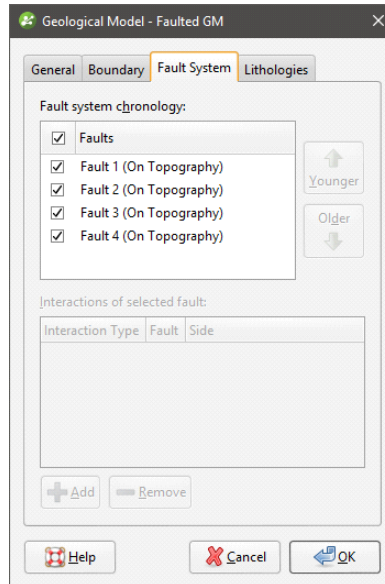 Geological Model - Faulted GM
General Boundary Fault System Lithologies
Fault system chronology:
Faults
Fault 1 (On Topography)
Fault 2 (On Topography)
Fault 3 (On Topography)
Fault 4 (On Topography)
Younger
Older
Interactions of selected fault:
Interaction Type Fault Side
Add Remove
Help Cancel OK